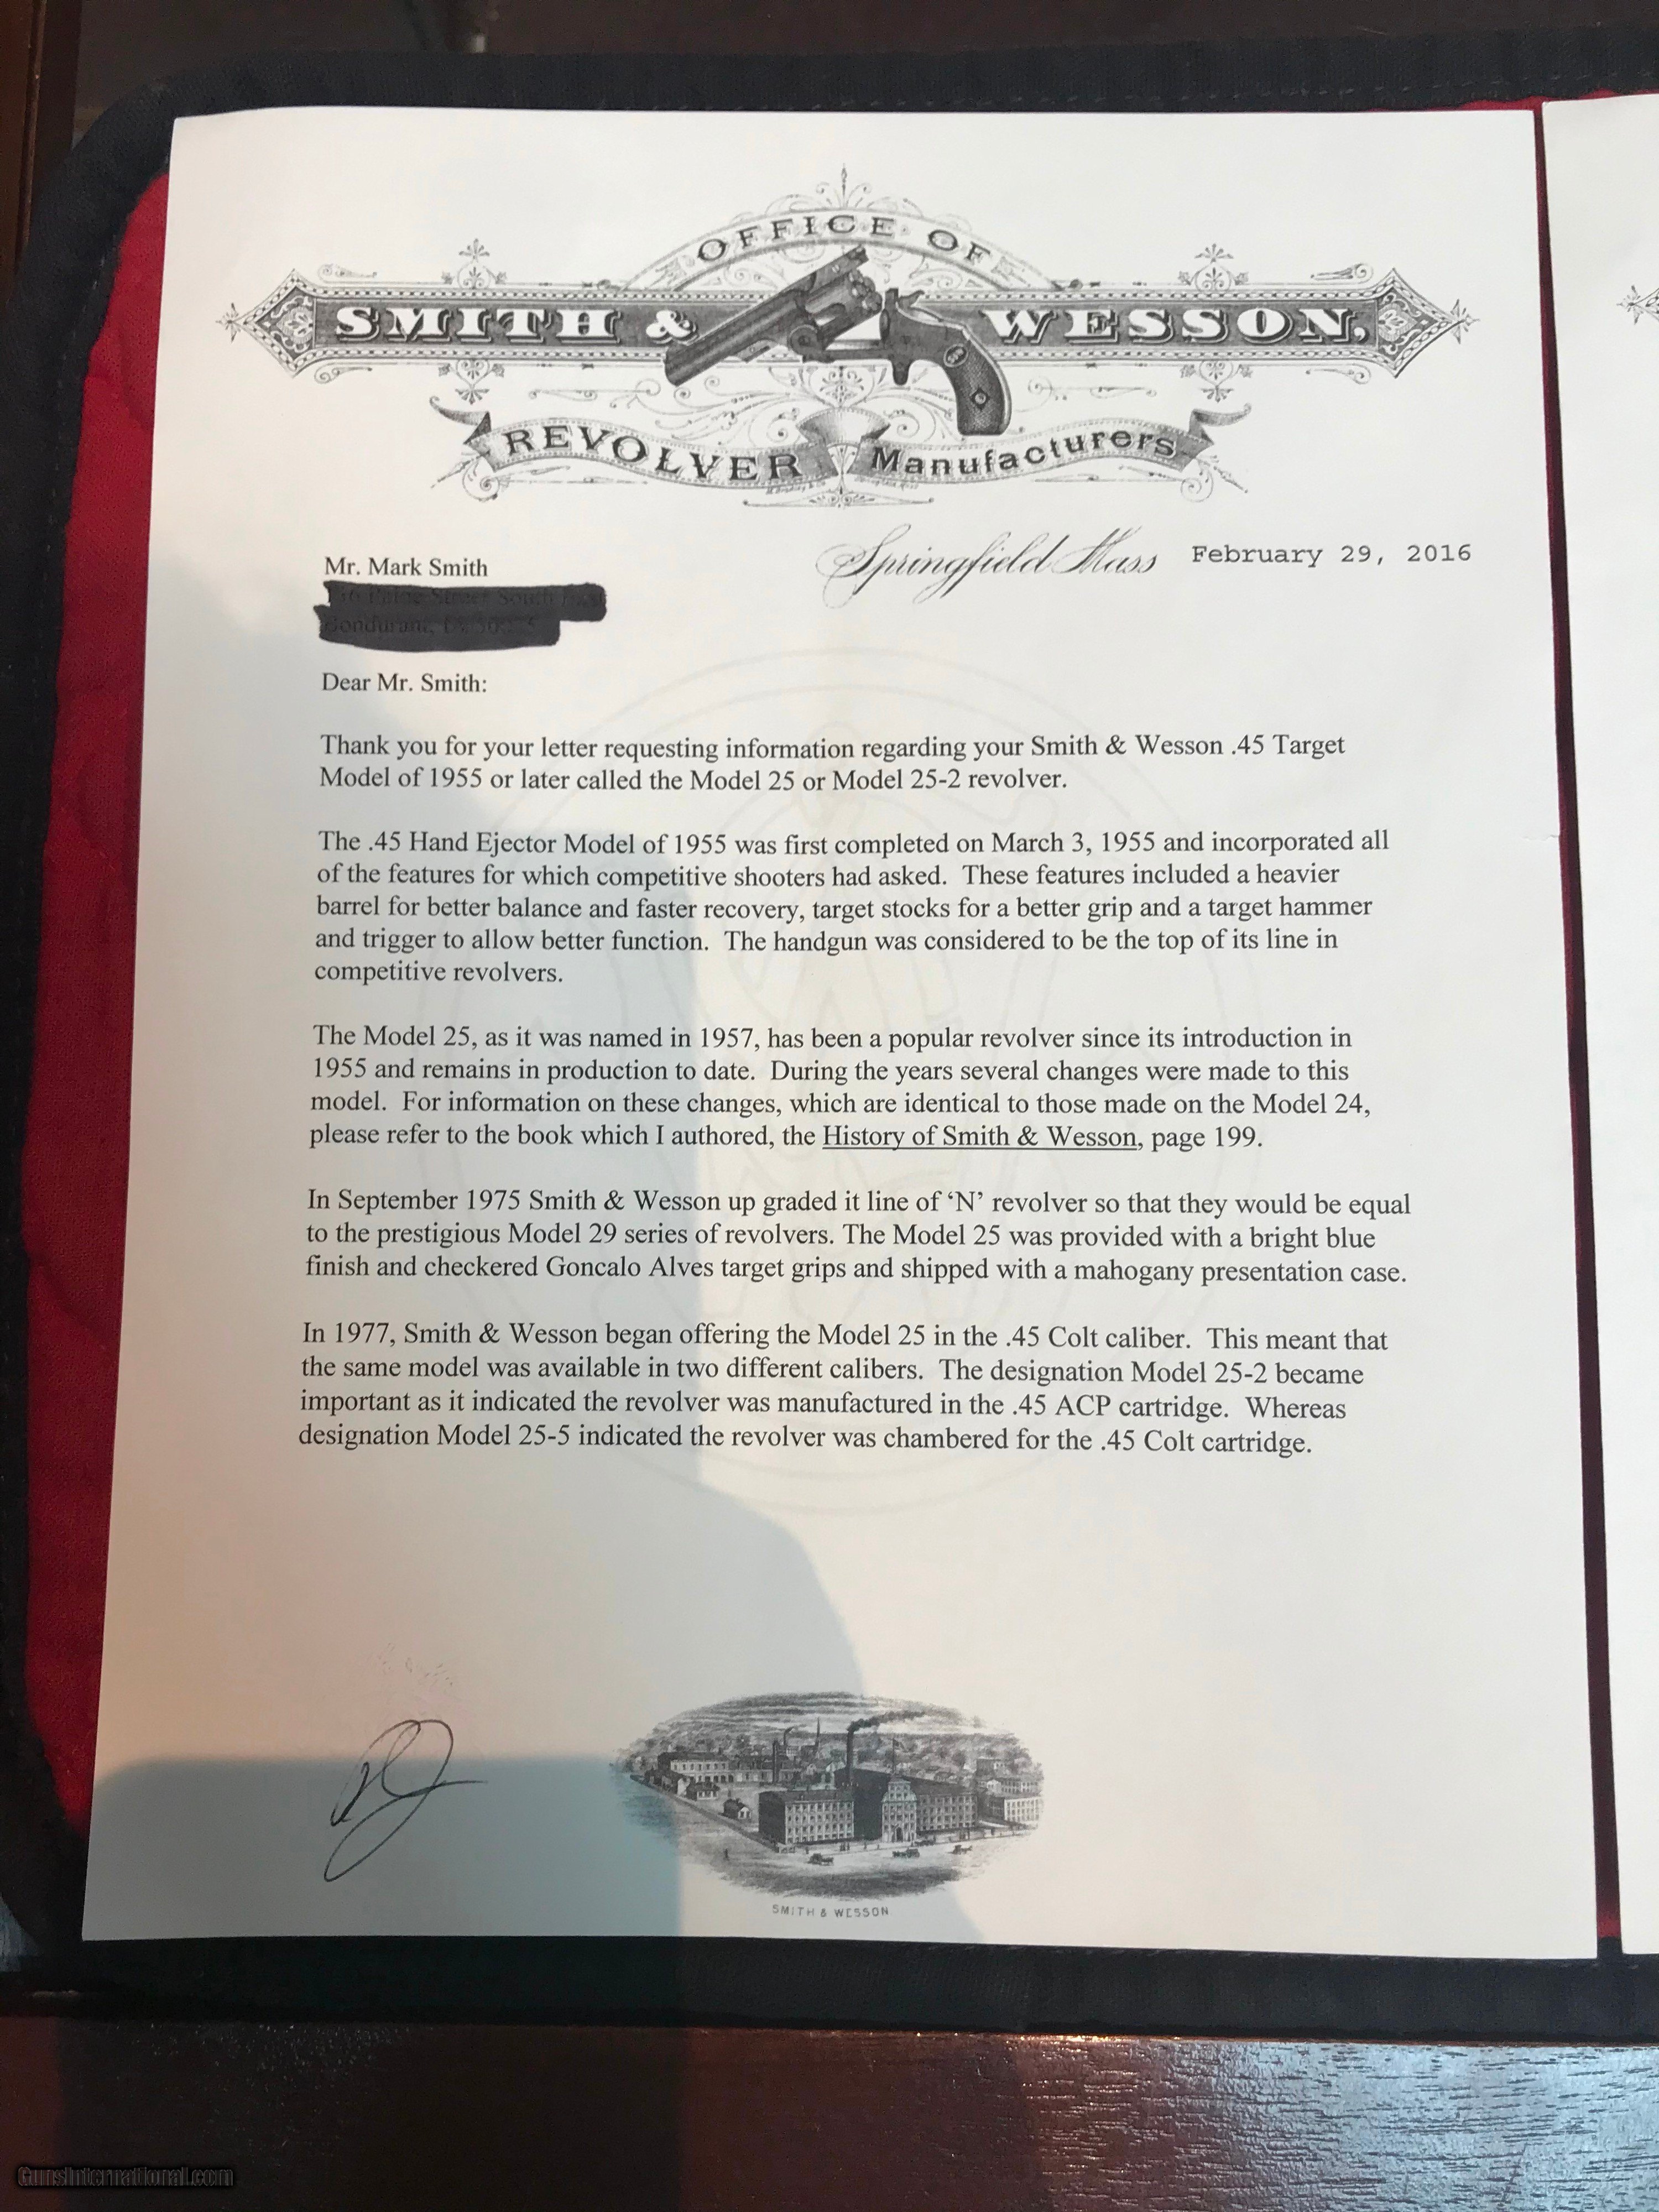 OFFICE OF
SMITH & WESSON,
REVOLVER Manufacturers
Springfield Mass February 29, 2016
Mr. Mark Smith
Dear Mr. Smith:
Thank you for your letter requesting information regarding your Smith & Wesson .45 Target
Model of 1955 or later called the Model 25 or Model 25-2 revolver.
The .45 Hand Ejector Model of 1955 was first completed on March 3, 1955 and incorporated all
of the features for which competitive shooters had asked. These features included a heavier
barrel for better balance and faster recovery, target stocks for a better grip and a target hammer
and trigger to allow better function. The handgun was considered to be the top of its line in
competitive revolvers.
The Model 25, as it was named in 1957, has been a popular revolver since its introduction in
1955 and remains in production to date. During the years several changes were made to this
model. For information on these changes, which are identical to those made on the Model 24,
please refer to the book which I authored, the History of Smith & Wesson, page 199.
In September 1975 Smith & Wesson up graded it line of ‘N’ revolver so that they would be equal
to the prestigious Model 29 series of revolvers. The Model 25 was provided with a bright blue
finish and checkered Goncalo Alves target grips and shipped with a mahogany presentation case.
In 1977, Smith & Wesson began offering the Model 25 in the .45 Colt caliber. This meant that
the same model was available in two different calibers. The designation Model 25-2 became
important as it indicated the revolver was manufactured in the .45 ACP cartridge. Whereas
designation Model 25-5 indicated the revolver was chambered for the .45 Colt cartridge.
SMITH & WESSON
GunsInternational.com